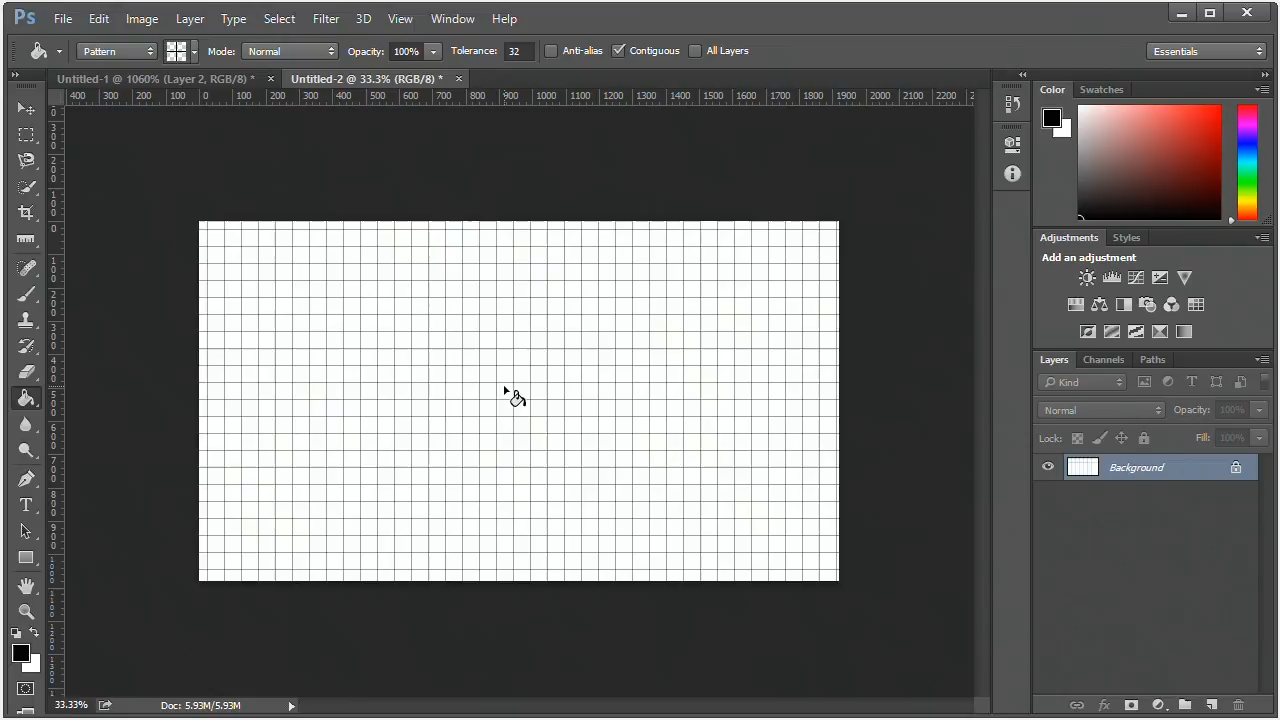 Ps File Edit Image Layer Type Select Filter 3D View Window Help
Pattern Mode: Normal Opacity: 100% Tolerance: 32 Anti-alias Contiguous All Layers Essentials
Untitled-1 @ 1060% (Layer 2, RGB/8) * × Untitled-2 @ 33.3% (RGB/8) * ×
400 300 200 100 0 100 200 300 400 500 600 700 800 900 1000 1100 1200 1300 1400 1500 1600 1700 1800 1900 2000 2100 2200
Color Swatches
Adjustments Styles
Add an adjustment
Layers Channels Paths
Kind
Normal Opacity: 100%
Lock: Fill: 100%
Background
T
33.33% Doc: 5.93M/5.93M
fx